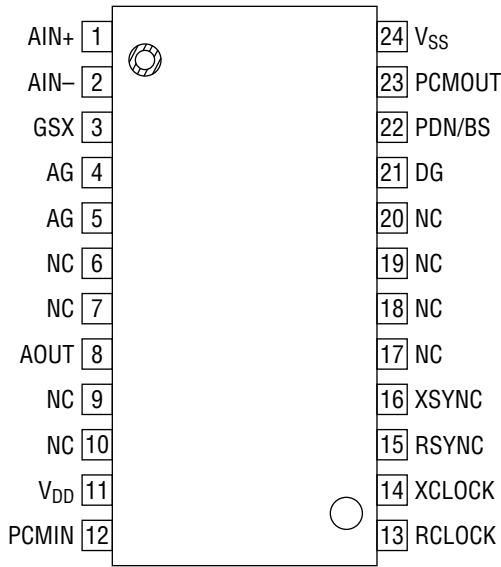 AIN+ 1 24 VSS
AIN– 2 23 PCMOUT
GSX 3 22 PDN/BS
AG 4 21 DG
AG 5 20 NC
NC 6 19 NC
NC 7 18 NC
AOUT 8 17 NC
NC 9 16 XSYNC
NC 10 15 RSYNC
VDD 11 14 XCLOCK
PCMIN 12 13 RCLOCK